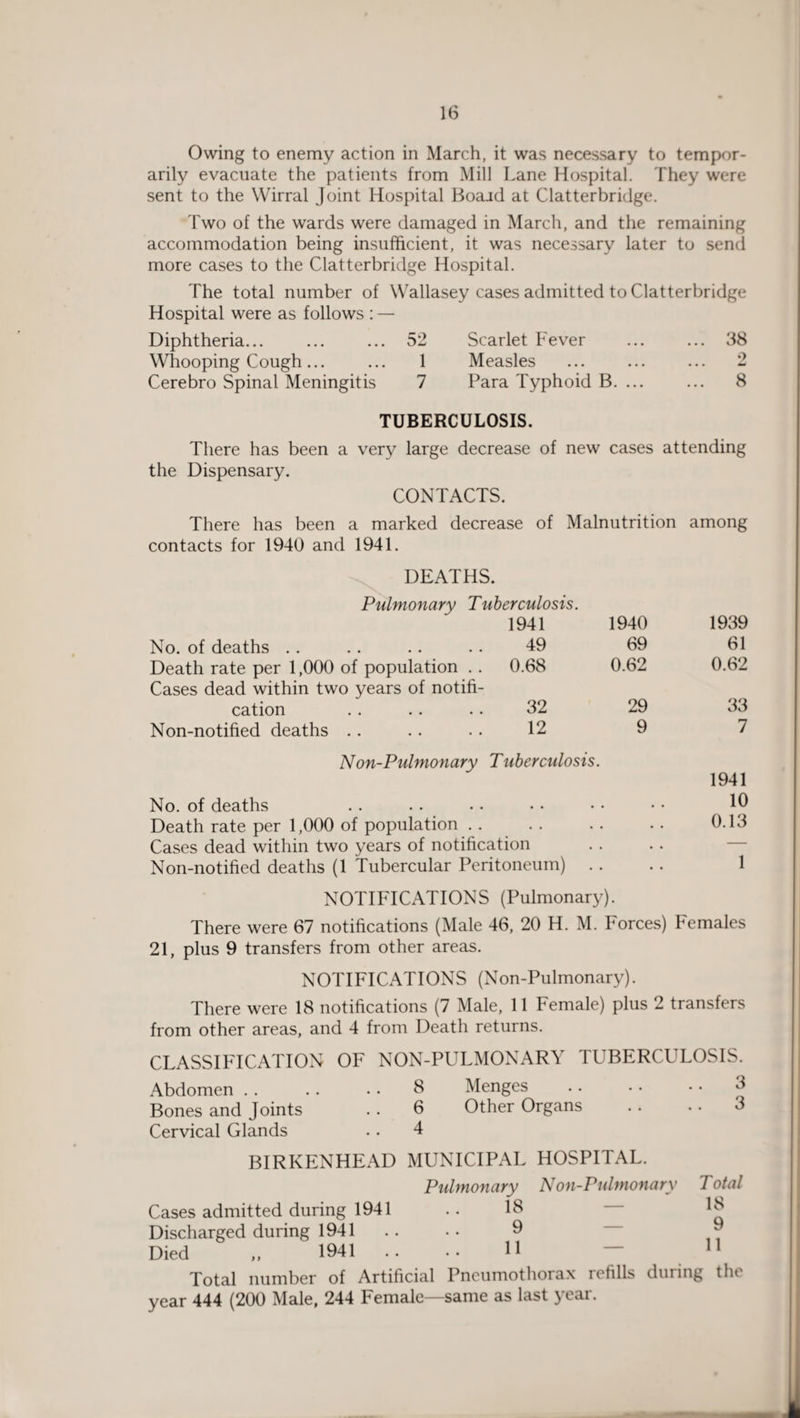 16
Owing to enemy action in March, it was necessary to tempor-
arily evacuate the patients from Mill Lane Hospital. They were
sent to the Wirral Joint Hospital Board at Clatterbridge.
Two of the wards were damaged in March, and the remaining
accommodation being insufficient, it was necessary later to send
more cases to the Clatterbridge Hospital.
The total number of Wallasey cases admitted to Clatterbridge
Hospital were as follows : —
Diphtheria... ... ... 52 Scarlet Fever ... ... 38
Whooping Cough ... ... 1 Measles ... ... ... 2
Cerebro Spinal Meningitis 7 Para Typhoid B. ... ... 8
TUBERCULOSIS.
There has been a very large decrease of new cases attending
the Dispensary.
CONTACTS.
There has been a marked decrease of Malnutrition among
contacts for 1940 and 1941.
DEATHS.
Pulmonary Tuberculosis.
1941 1940 1939
No. of deaths .. .. .. .. 49 69 61
Death rate per 1,000 of population .. 0.68 0.62 0.62
Cases dead within two years of notifi-
cation .. .. .. 32 29 33
Non-notified deaths .. .. .. 12 9 7
Non-Pulmonary Tuberculosis.
1941
No. of deaths .. .. .. .. .. .. 10
Death rate per 1,000 of population .. .. .. .. 0.13
Cases dead within two years of notification .. .. —
Non-notified deaths (1 Tubercular Peritoneum) .. .. 1
NOTIFICATIONS (Pulmonary).
There were 67 notifications (Male 46, 20 H. M. Forces) Females
21, plus 9 transfers from other areas.
NOTIFICATIONS (Non-Pulmonary).
There were 18 notifications (7 Male, 11 Female) plus 2 transfers
from other areas, and 4 from Death returns.
CLASSIFICATION OF NON-PULMONARY TUBERCULOSIS.
Abdomen .. .. .. 8 Menges .. .. .. 3
Bones and Joints .. 6 Other Organs .. .. 3
Cervical Glands .. 4
BIRKENHEAD MUNICIPAL HOSPITAL.
Pulmonary Non-Pulmonary Total
Cases admitted during 1941 .. 18 — 18
Discharged during 1941 .. .. 9 — 9
Died ,, 1941 .. .. 11 — 11
Total number of Artificial Pneumothorax refills during the
year 444 (200 Male, 244 Female—same as last year.